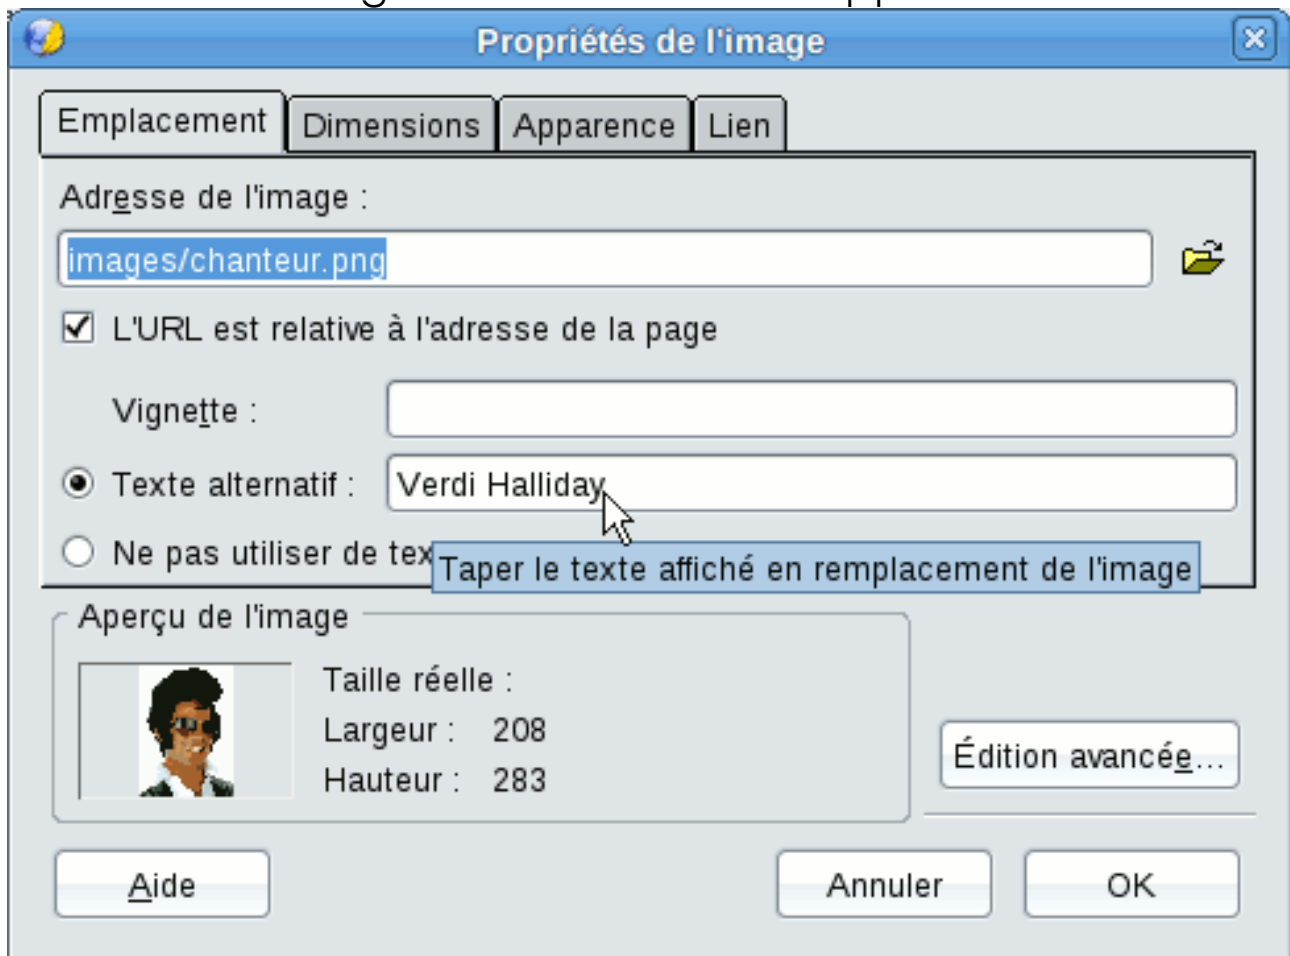 Propriétés de l'image
Emplacement Dimensions Apparence Lien
Adresse de l'image :
images/chanteur.png
L'URL est relative à l'adresse de la page
Vignette :
Texte alternatif : Verdi Halliday
Ne pas utiliser de
Taper le texte affiché en remplacement de l'image
Aperçu de l'image
Taille réelle :
Largeur : 208
Hauteur : 283
Édition avancée...
Aide Annuler OK